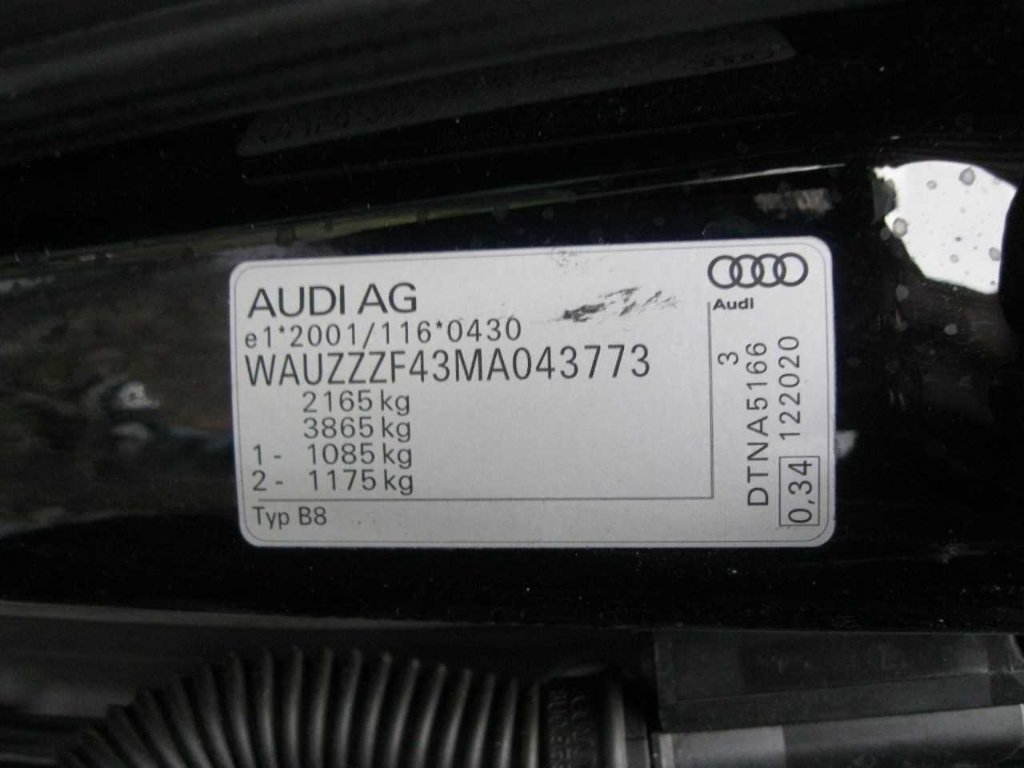 AUDI AG
e1*2001/116*0430
WAUZZZF43MA043773
2165 kg
3865 kg
1 - 1085 kg
2 - 1175 kg
Typ B8
Audi
3
DTNA5166
0,34 122020